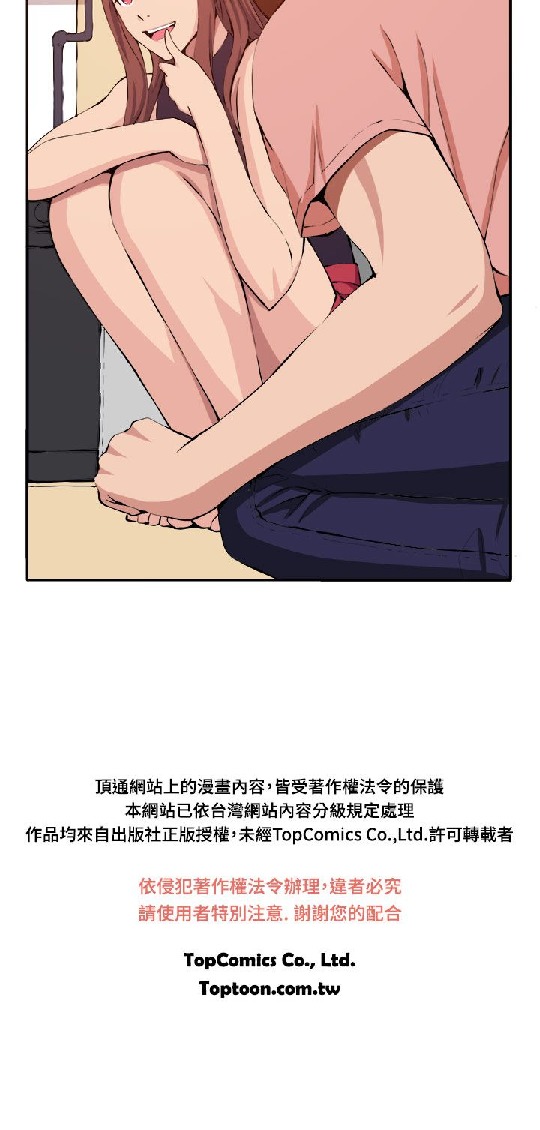 頂通網站上的漫畫內容，皆受著作權法令的保護
本網站已依台灣網站內容分級規定處理
作品均來自出版社正版授權，未經TopComics Co.,Ltd.許可轉載者
依侵犯著作權法令辦理，違者必究
請使用者特別注意. 謝謝您的配合
TopComics Co., Ltd.
Toptoon.com.tw